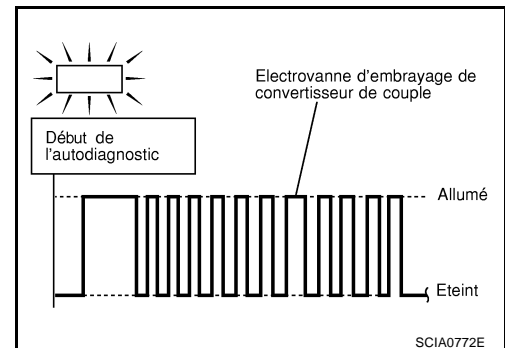 Electrovanne d'embrayage de
convertisseur de couple
Début de
l'autodiagnostic
Allumé
Eteint
SCIA0772E